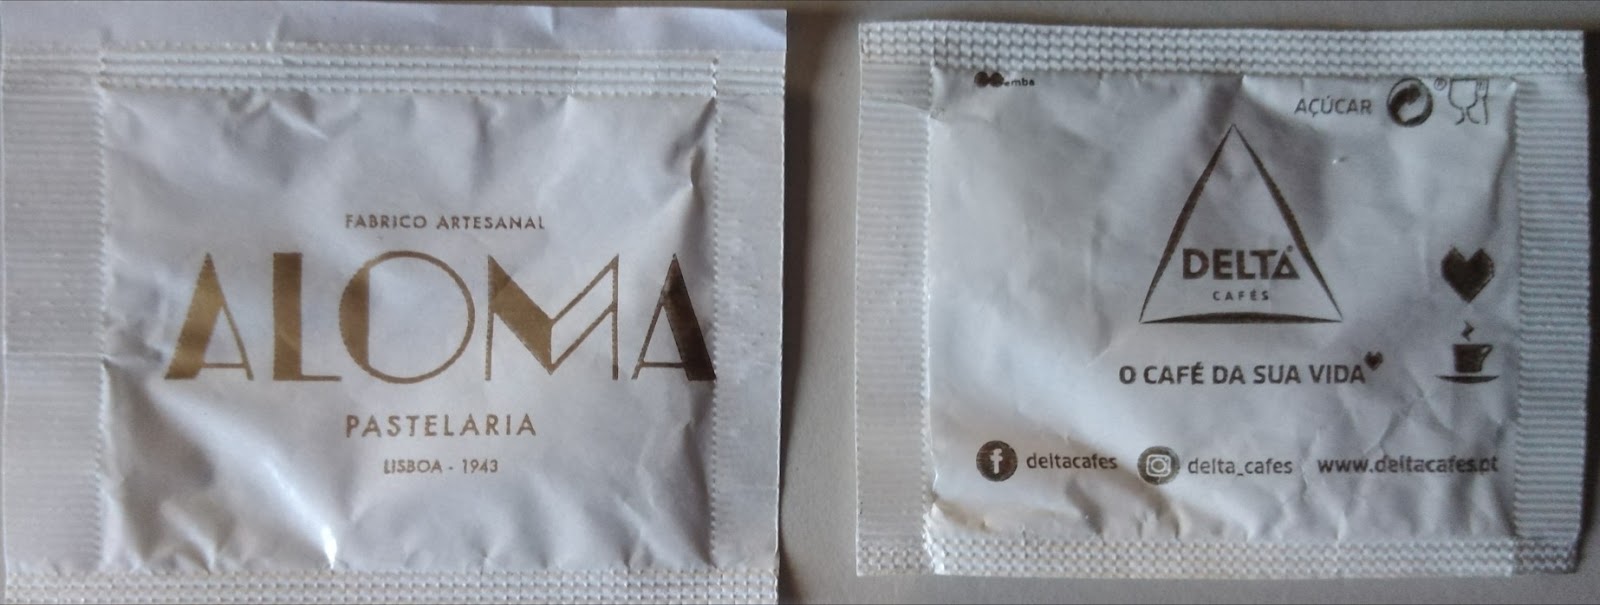 FABRICO ARTESANAL
ALOMA
PASTELARIA
LISBOA - 1943
AÇÚCAR
DELTA
CAFÉS
O CAFÉ DA SUA VIDA
deltacafes delta_cafes www.deltacafes.pt